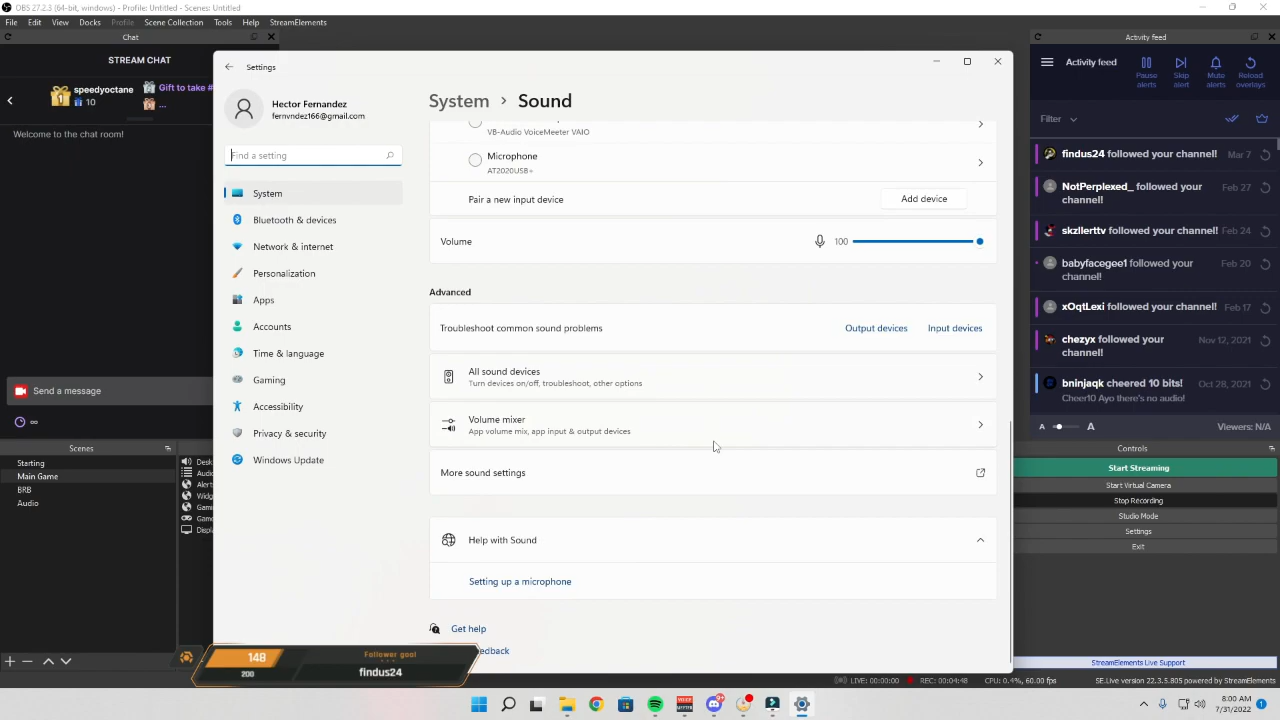 OBS 27.2.3 (64-bit, windows) - Profile: Untitled - Scenes: Untitled
File Edit View Docks Profile Scene Collection Tools Help StreamElements
Chat
STREAM CHAT
speedyoctane
10
Gift to take #
...
Welcome to the chat room!
Send a message
∞
Scenes
Starting
Main Game
BRB
Audio
Desk
Audio
Alert
Widg
Gami
Game
Displ
Settings
Hector Fernandez
fernvndez166@gmail.com
Find a setting
System
Bluetooth & devices
Network & internet
Personalization
Apps
Accounts
Time & language
Gaming
Accessibility
Privacy & security
Windows Update
System > Sound
VB-Audio VoiceMeeter VAIO
Microphone
AT2020USB+
Pair a new input device
Add device
Volume
100
Advanced
Troubleshoot common sound problems
Output devices
Input devices
All sound devices
Turn devices on/off, troubleshoot, other options
Volume mixer
App volume mix, app input & output devices
More sound settings
Help with Sound
Setting up a microphone
Get help
edback
148
200
Follower goal
findus24
Activity feed
Activity feed
Pause alerts
Skip alert
Mute alerts
Reload overlays
Filter
findus24 followed your channel! Mar 7
NotPerplexed_ followed your Feb 27
channel!
skzllerttv followed your channel! Feb 24
babyfacegee1 followed your Feb 20
channel!
xOqtLexi followed your channel! Feb 17
chezyx followed your Nov 12, 2021
channel!
bninjaqk cheered 10 bits! Oct 28, 2021
Cheer10 Ayo there's no audio!
A A Viewers: N/A
Controls
Start Streaming
Start Virtual Camera
Stop Recording
Studio Mode
Settings
Exit
StreamElements Live Support
LIVE: 00:00:00 REC: 00:04:48 CPU: 0.4%, 60.00 fps SE.Live version 22.3.5.805 powered by StreamElements
8:00 AM
7/31/2022